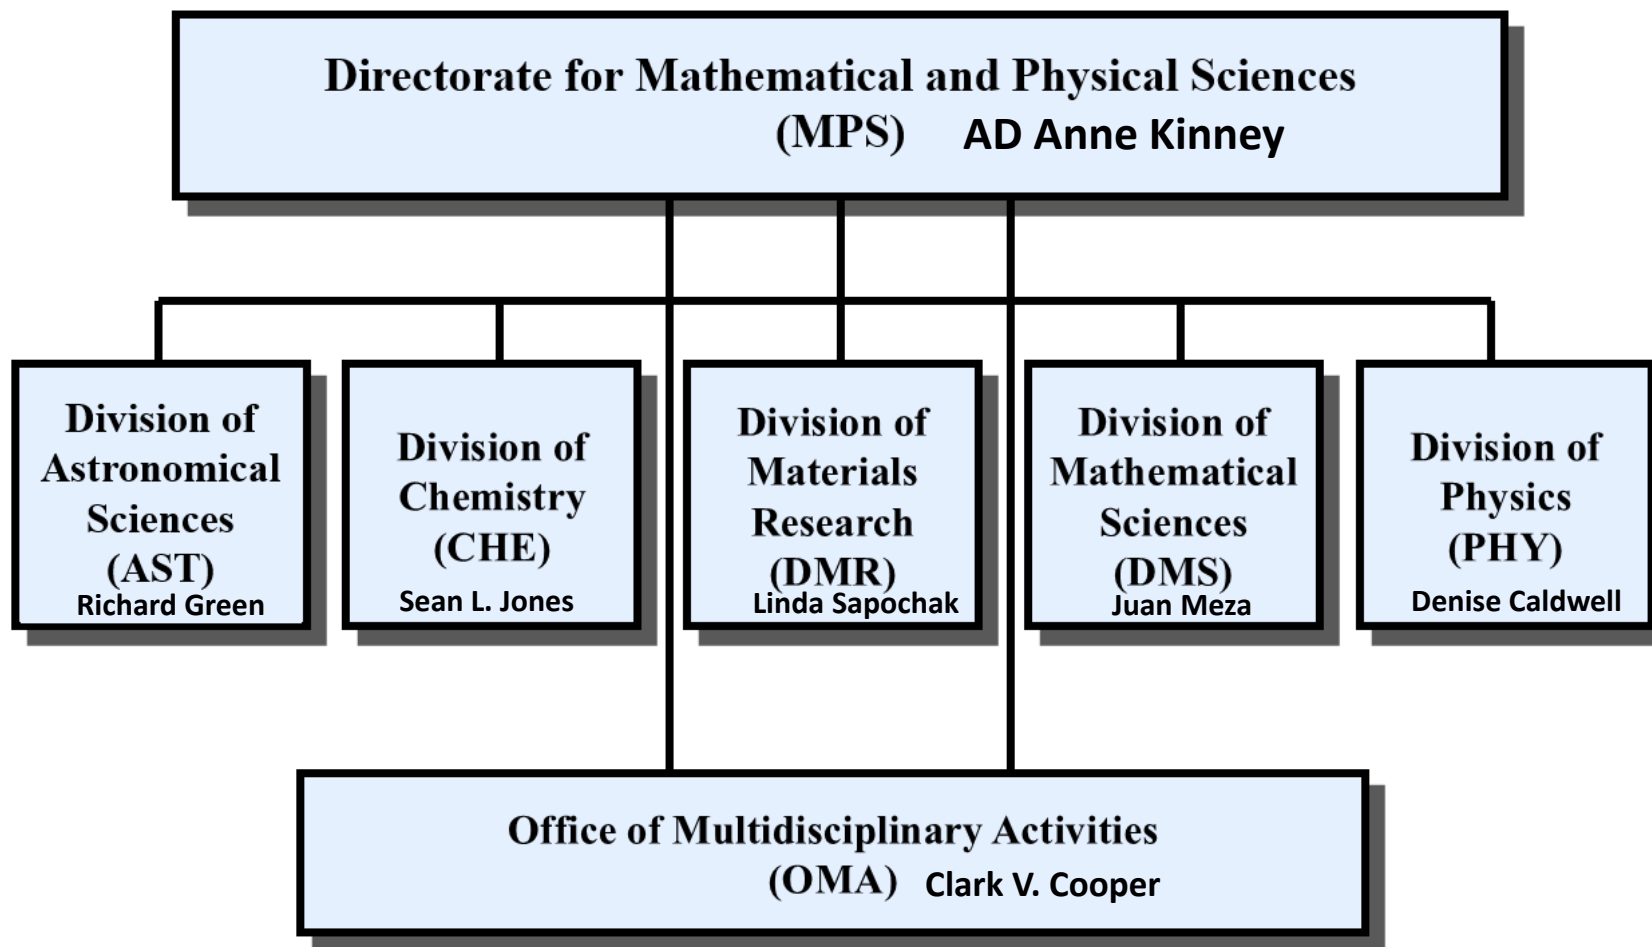 Directorate for Mathematical and Physical Sciences
(MPS) AD Anne Kinney
Division of
Astronomical
Sciences
(AST)
Richard Green
Division of
Chemistry
(CHE)
Sean L. Jones
Division of
Materials
Research
(DMR)
Linda Sapochak
Division of
Mathematical
Sciences
(DMS)
Juan Meza
Division of
Physics
(PHY)
Denise Caldwell
Office of Multidisciplinary Activities
(OMA) Clark V. Cooper